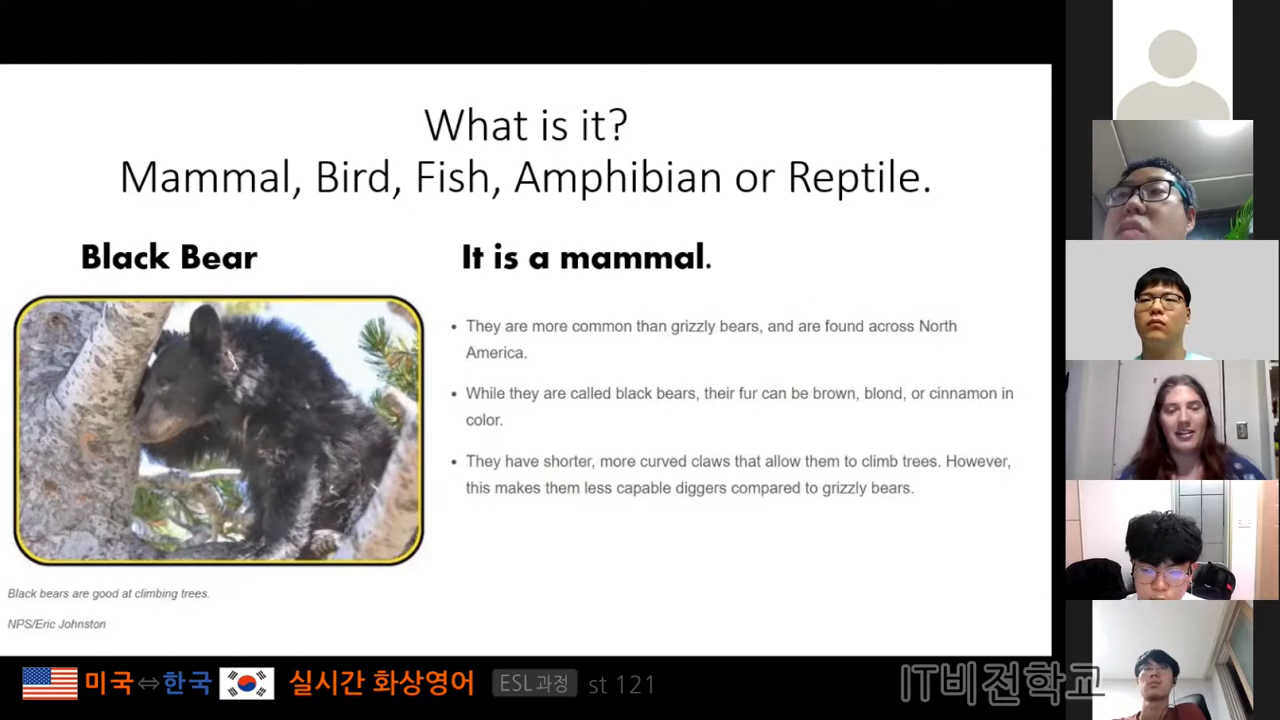 What is it?
Mammal, Bird, Fish, Amphibian or Reptile.
Black Bear
It is a mammal.
• They are more common than grizzly bears, and are found across North
America.
• While they are called black bears, their fur can be brown, blond, or cinnamon in
color.
• They have shorter, more curved claws that allow them to climb trees. However,
this makes them less capable diggers compared to grizzly bears.
Black bears are good at climbing trees.
NPS/Eric Johnston
미국⇔한국 실시간 화상영어 ESL 과정 st 121 IT비전학교